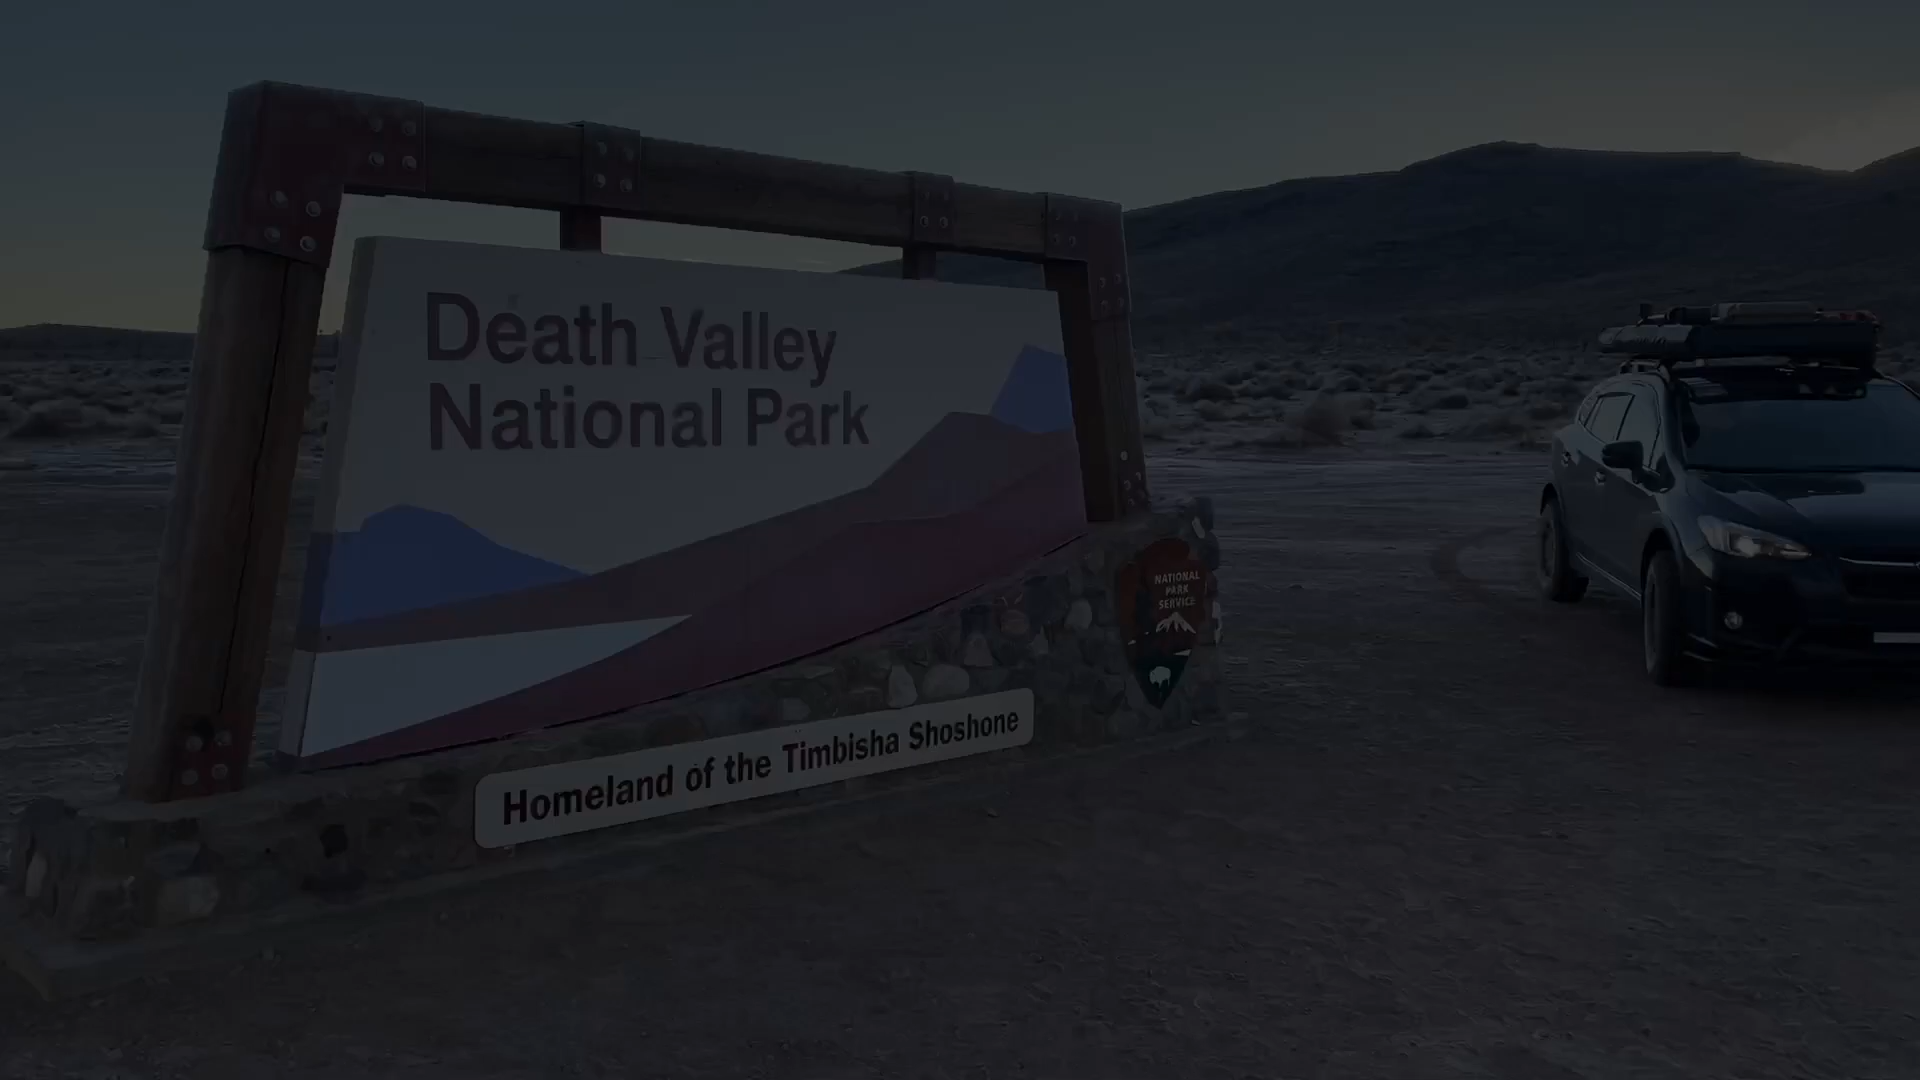 Death Valley
National Park
NATIONAL
PARK
SERVICE
Homeland of the Timbisha Shoshone